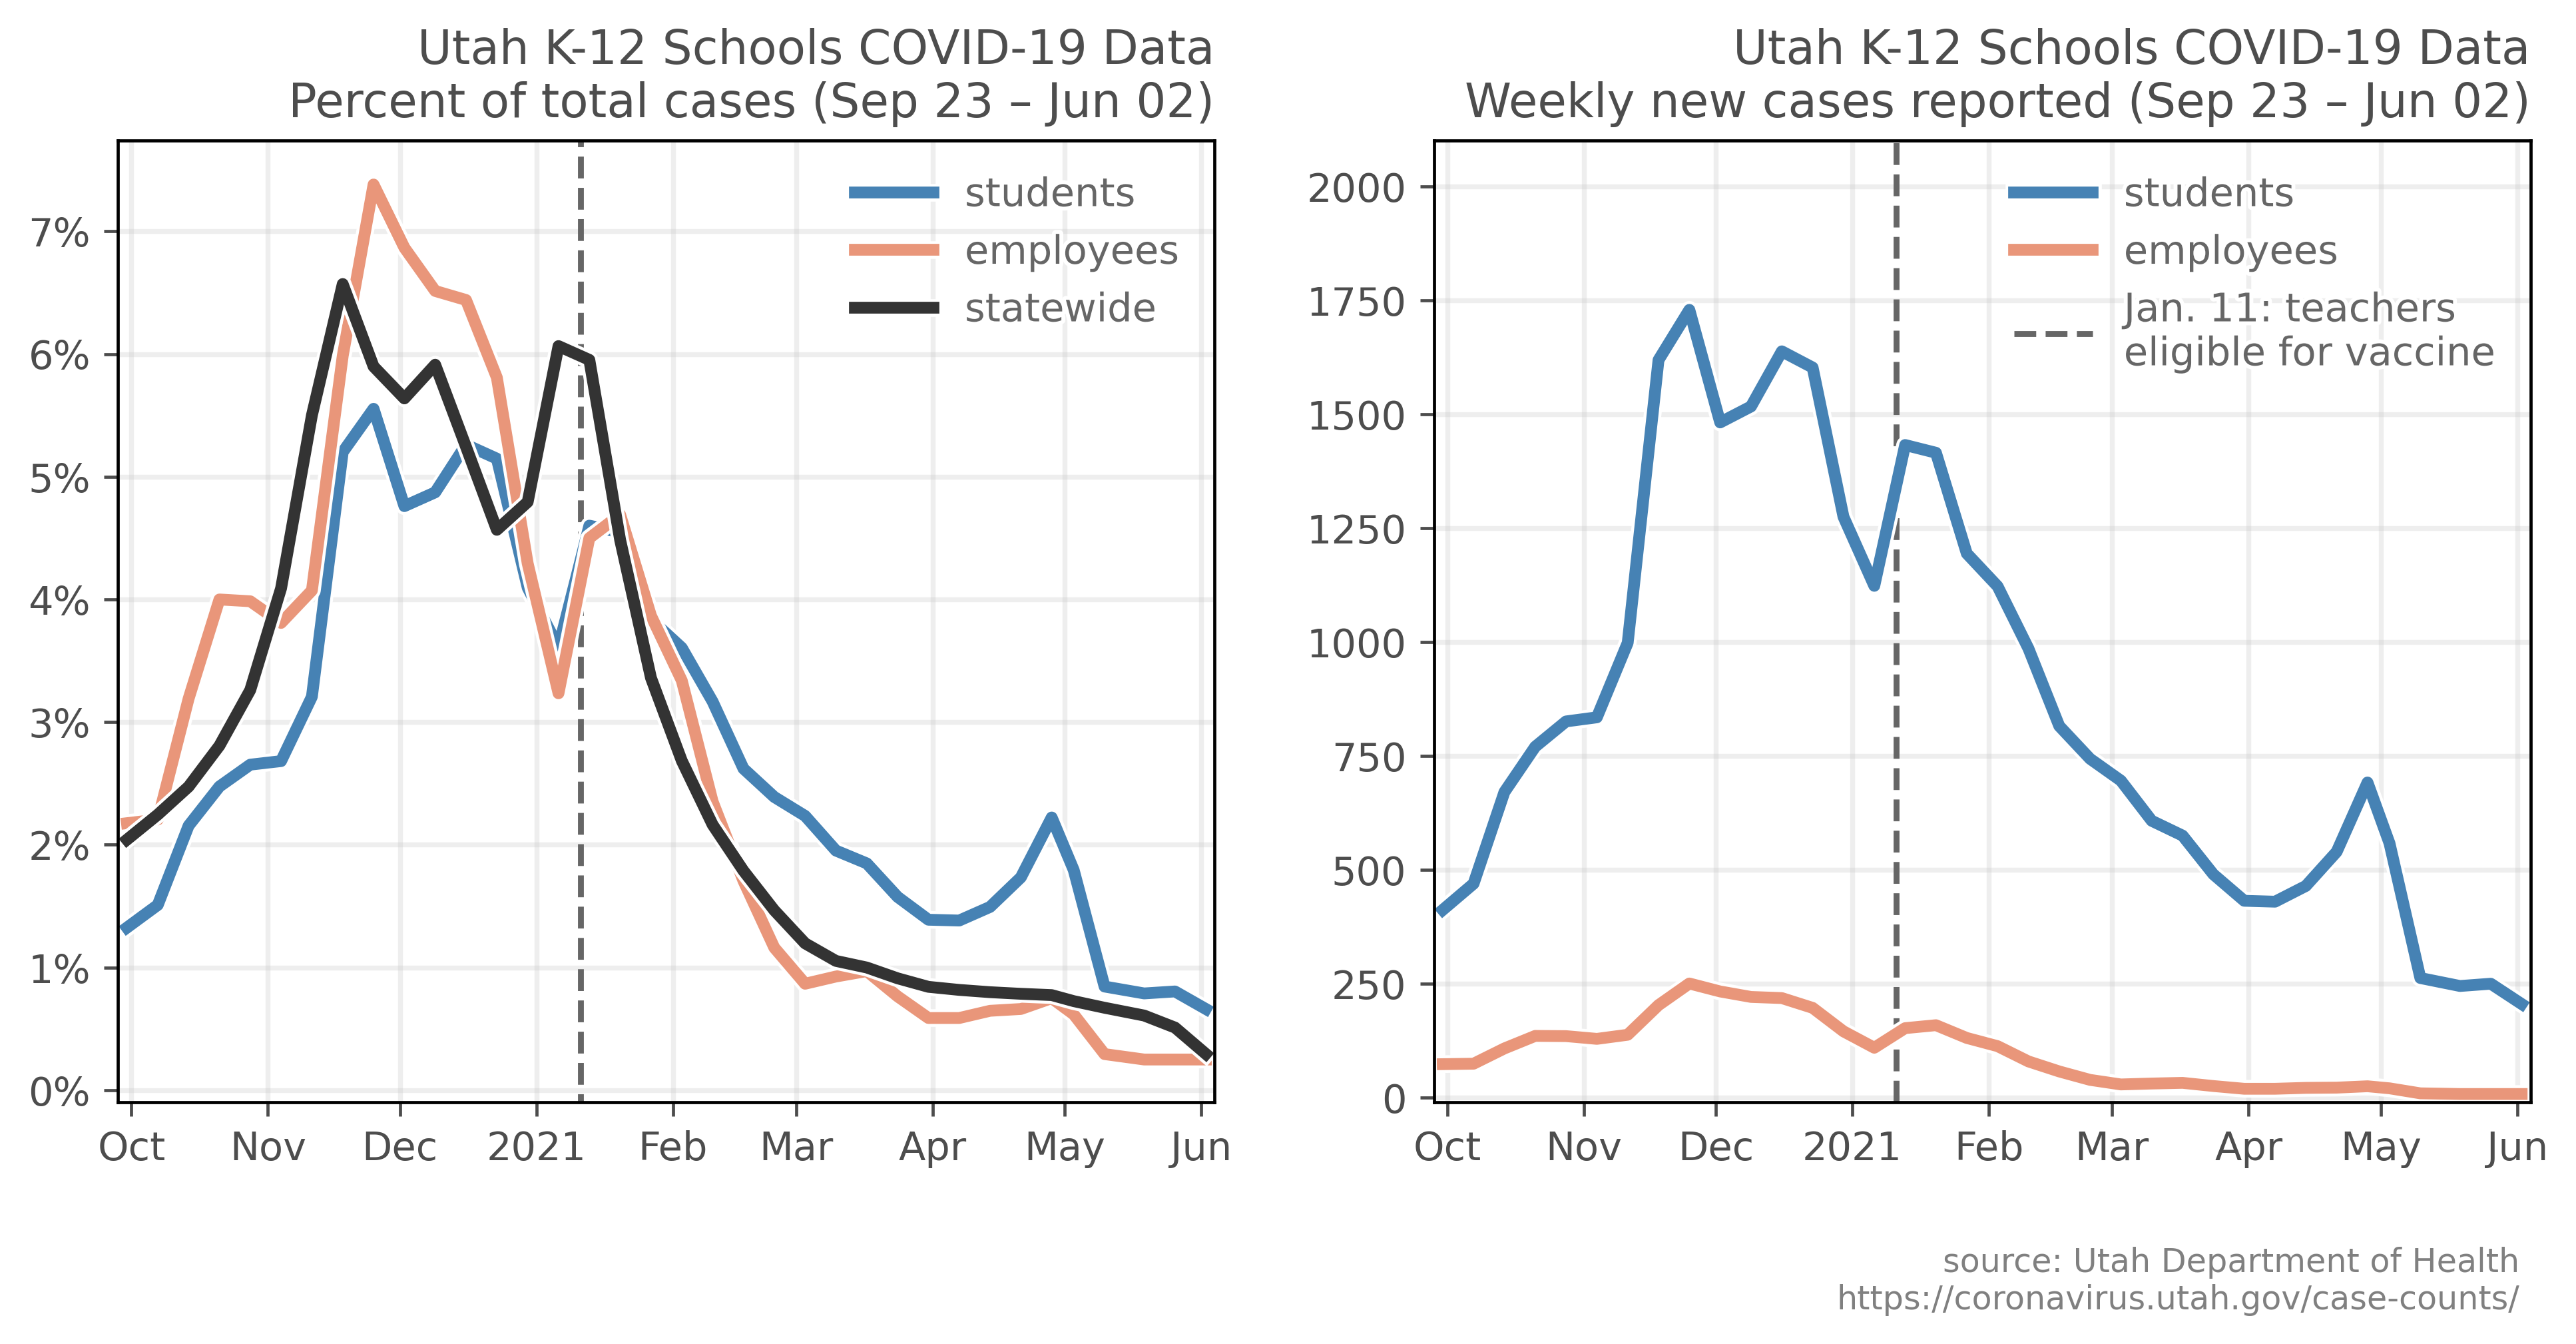 Utah K-12 Schools COVID-19 Data
Percent of total cases (Sep 23 – Jun 02)
students
employees
statewide
7%
6%
5%
4%
3%
2%
1%
0%
Oct Nov Dec 2021 Feb Mar Apr May Jun
Utah K-12 Schools COVID-19 Data
Weekly new cases reported (Sep 23 – Jun 02)
students
employees
Jan. 11: teachers
eligible for vaccine
2000
1750
1500
1250
1000
750
500
250
0
Oct Nov Dec 2021 Feb Mar Apr May Jun
source: Utah Department of Health
https://coronavirus.utah.gov/case-counts/